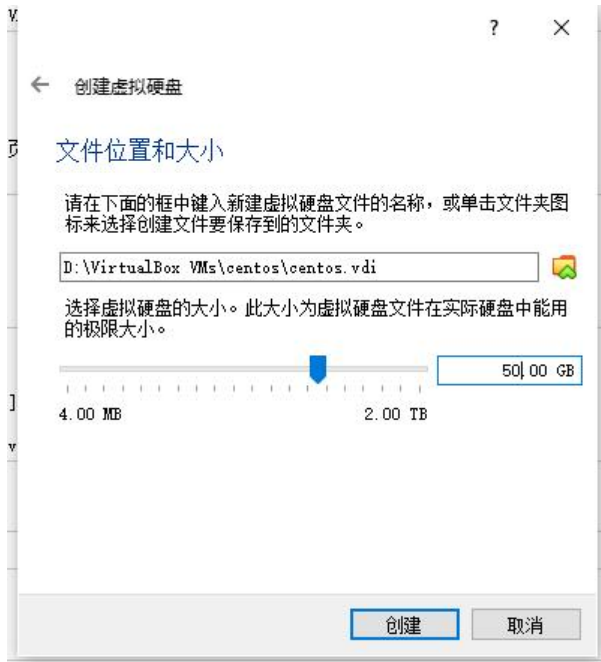 ?
创建虚拟硬盘
文件位置和大小
请在下面的框中键入新建虚拟硬盘文件的名称，或单击文件夹图
标来选择创建文件要保存到的文件夹。
D:\VirtualBox VMs\centos\centos.vdi
选择虚拟硬盘的大小。此大小为虚拟硬盘文件在实际硬盘中能用
的极限大小。
50.00 GB
4.00 MB 2.00 TB
创建 取消